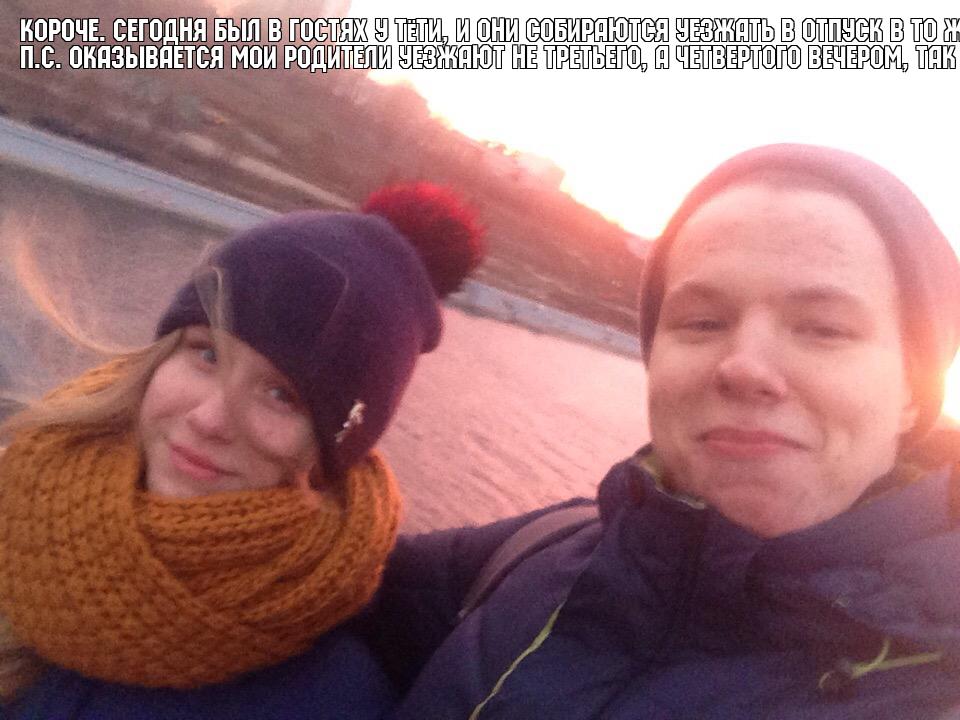 КОРОЧЕ. СЕГОДНЯ БЫЛ В ГОСТЯХ У ТЁТИ, И ОНИ СОБИРАЮТСЯ УЕЗЖАТЬ В ОТПУСК В ТО
П.С. ОКАЗЫВАЕТСЯ МОИ РОДИТЕЛИ УЕЗЖАЮТ НЕ ТРЕТЬЕГО, А ЧЕТВЕРТОГО ВЕЧЕРОМ, ТАК